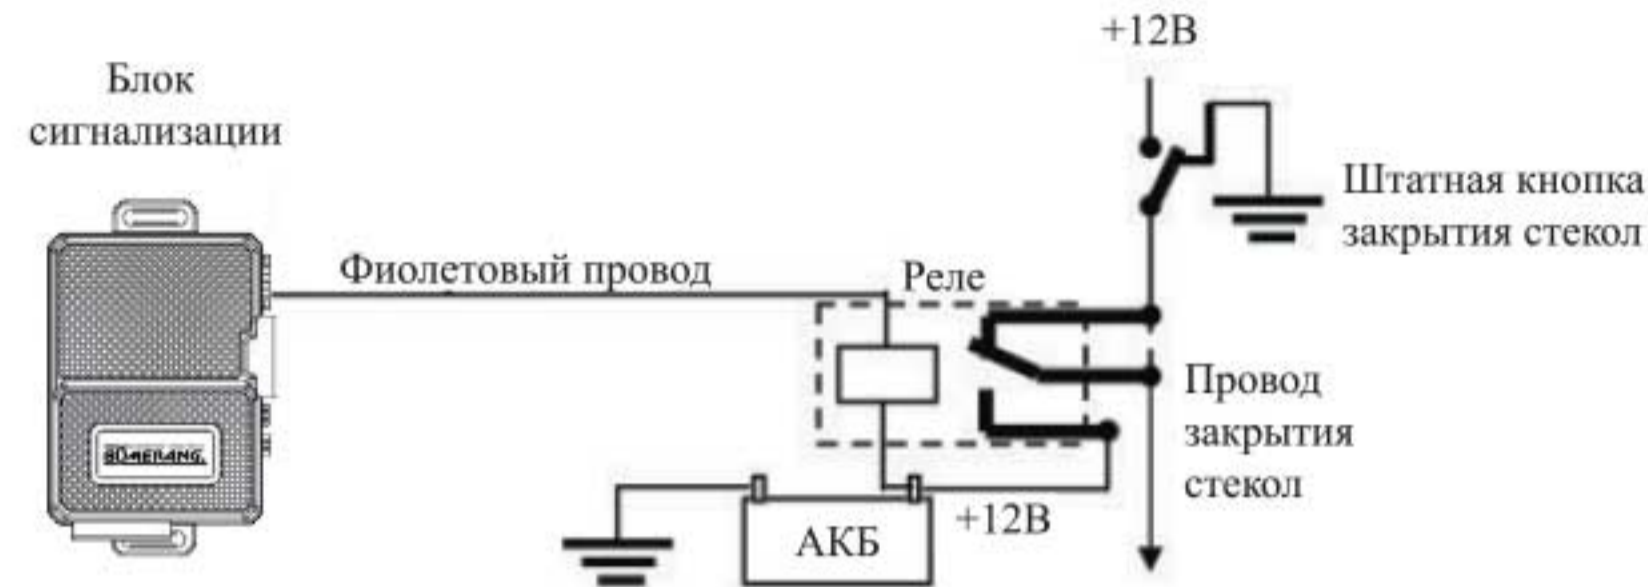 +12В
Блок
сигнализации
Штатная кнопка
закрытия стекол
Фиолетовый провод
Реле
Провод
закрытия
стекол
BOMERANG.
+12В
АКБ